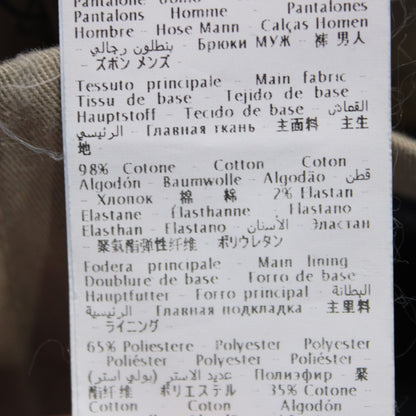 Pantalone Uomo
Pantalons Homme - Pantalones
Hombre - Hose Mann - Calças Homen
بنطلون رجالي - Брюки МУЖ - 裤 男人
- ズボン メンズ
Tessuto principale - Main fabric -
Tissu de base - Tejido de base -
Hauptstoff - Tecido de base - القماش
الرئيسي - Главная ткань - 主面料 主生
地
98% Cotone Cotton Coton
Algodón - Baumwolle - Algodão - قطن
- Хлопок 棉 綿 2% Elastan
Elastane - Élasthanne - Elastano
Elasthan - Elastano - الأستان - Эластан
- 聚氨酯弹性纤维 - ポリウレタン
Fodera principale - Main lining
Doublure de base - Forro de base -
Hauptfutter - Forro principal - البطانة
الرئيسية - Главная подкладка - 主里料
- ライニング
65% Poliestere - Polyester Polyester
- Poliéster - Polyester - Poliéster -
عديد الأستر (بولي استر) - Полиэфир - 聚
酯纤维 ポリエステル - 35% Cotone
Cotton Coton Algodón